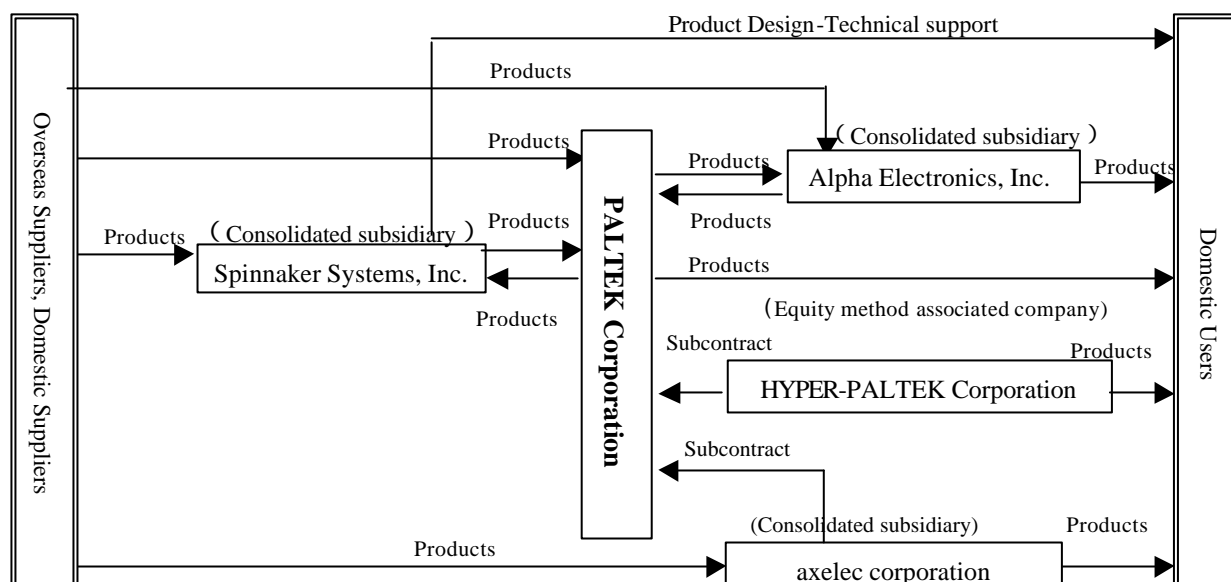 Product Design-Technical support
Products
Overseas Suppliers, Domestic Suppliers
Products
PALTEK Corporation
(Consolidated subsidiary)
Products
Alpha Electronics, Inc.
Products
Products
Domestic Users
Products
(Consolidated subsidiary)
Products
Spinnaker Systems, Inc.
Products
Products
(Equity method associated company)
Subcontract
Products
HYPER-PALTEK Corporation
Subcontract
(Consolidated subsidiary)
Products
Products
axelec corporation